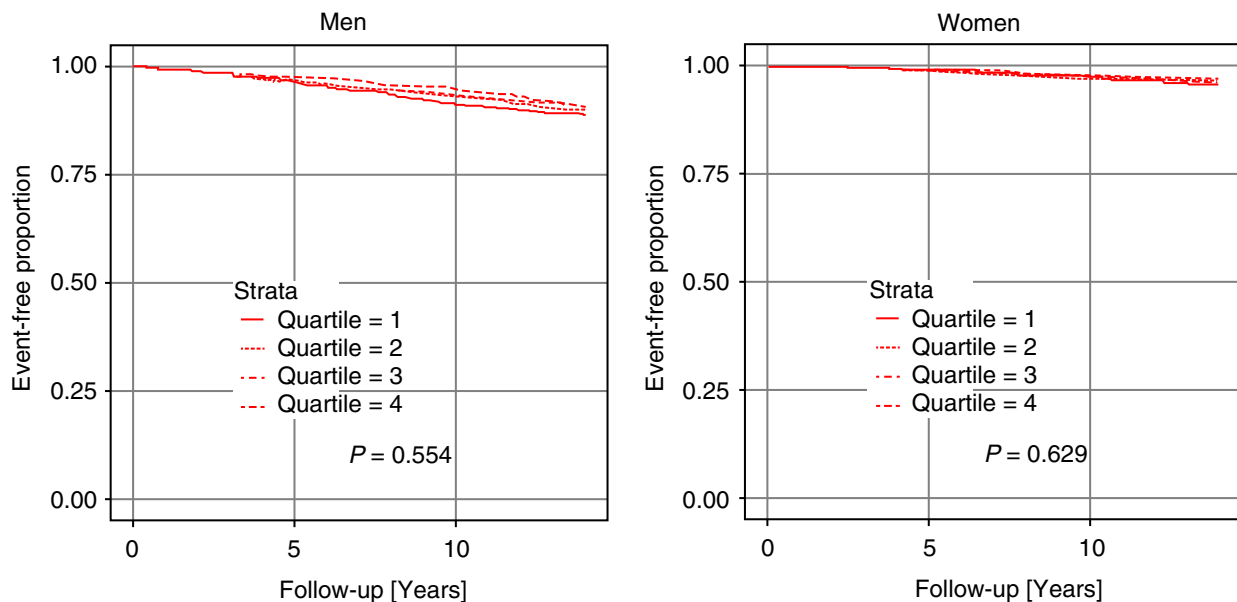 Men
Event-free proportion
1.00
0.75
0.50
0.25
0.00
Strata
Quartile = 1
Quartile = 2
Quartile = 3
Quartile = 4
P = 0.554
0 5 10
Follow-up [Years]
Women
Event-free proportion
1.00
0.75
0.50
0.25
0.00
Strata
Quartile = 1
Quartile = 2
Quartile = 3
Quartile = 4
P = 0.629
0 5 10
Follow-up [Years]